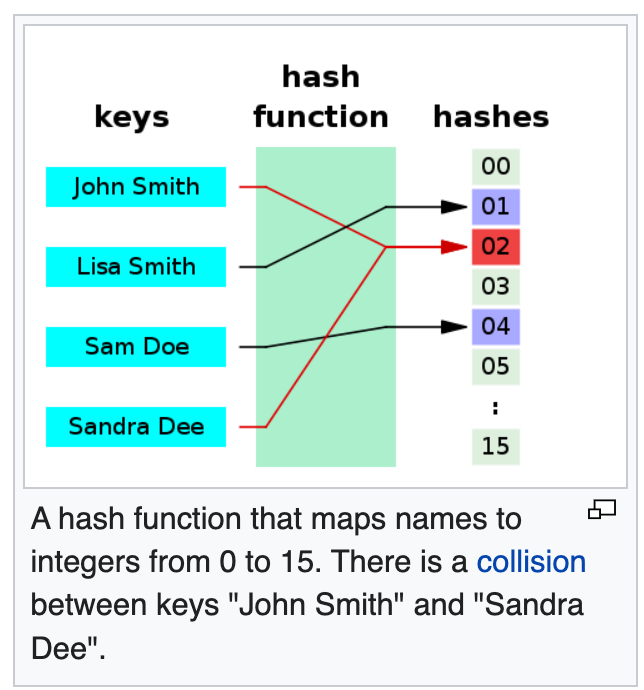 hash
keys function hashes
John Smith
Lisa Smith
Sam Doe
Sandra Dee
00
01
02
03
04
05
:
15
A hash function that maps names to
integers from 0 to 15. There is a collision
between keys "John Smith" and "Sandra
Dee".